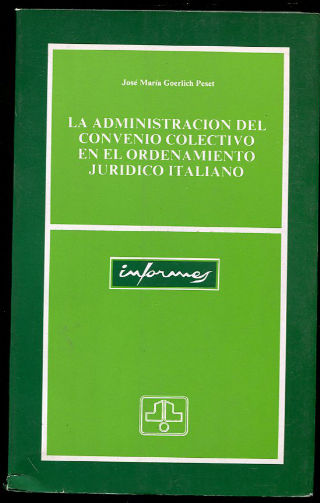 José María Goerlich Peset
LA ADMINISTRACION DEL
CONVENIO COLECTIVO
EN EL ORDENAMIENTO
JURIDICO ITALIANO
informes